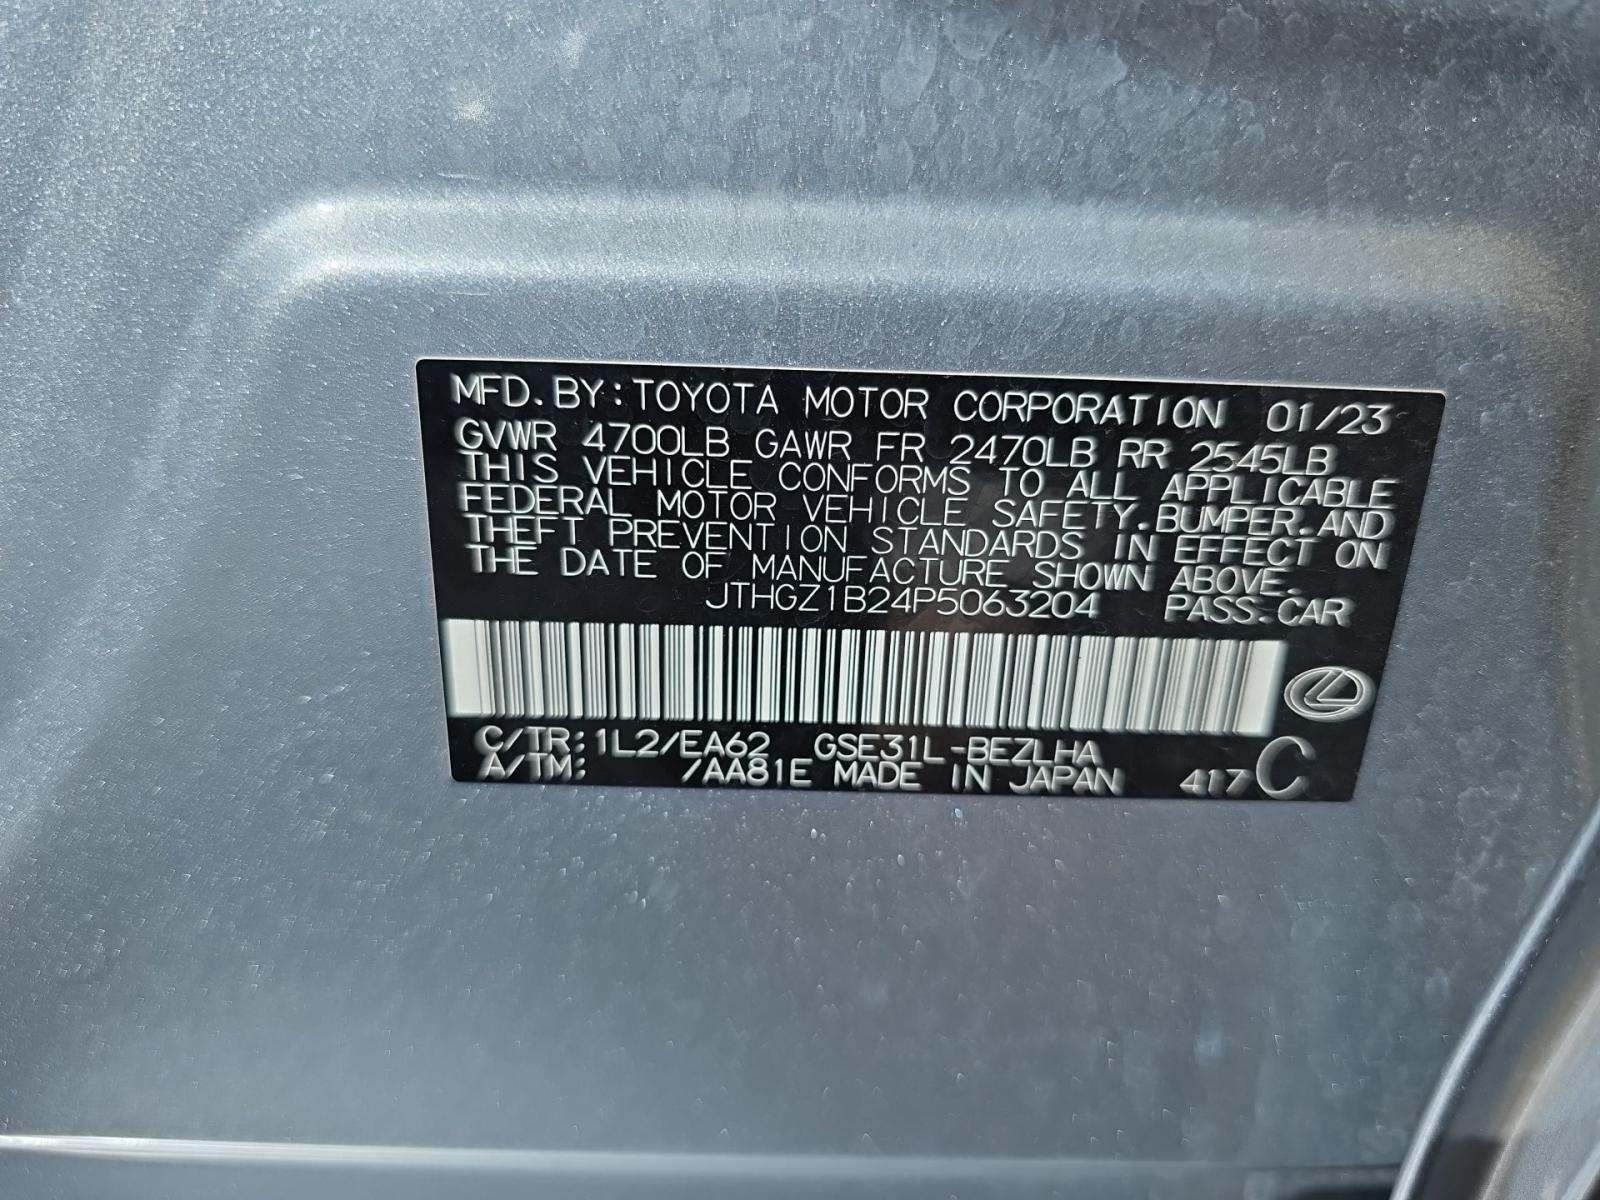 MFD. BY: TOYOTA MOTOR CORPORATION 01/23
GVWR 4700LB GAWR FR 2470LB RR 2545LB
THIS VEHICLE CONFORMS TO ALL APPLICABLE
FEDERAL MOTOR VEHICLE SAFETY. BUMPER. AND
THEFT PREVENTION STANDARDS IN EFFECT ON
THE DATE OF MANUFACTURE SHOWN ABOVE.
JTHGZ1B24P5063204 PASS. CAR
C/TR: 1L2/EA62 GSE31L-BEZLHA
A/TM: /AA81E MADE IN JAPAN 417 C